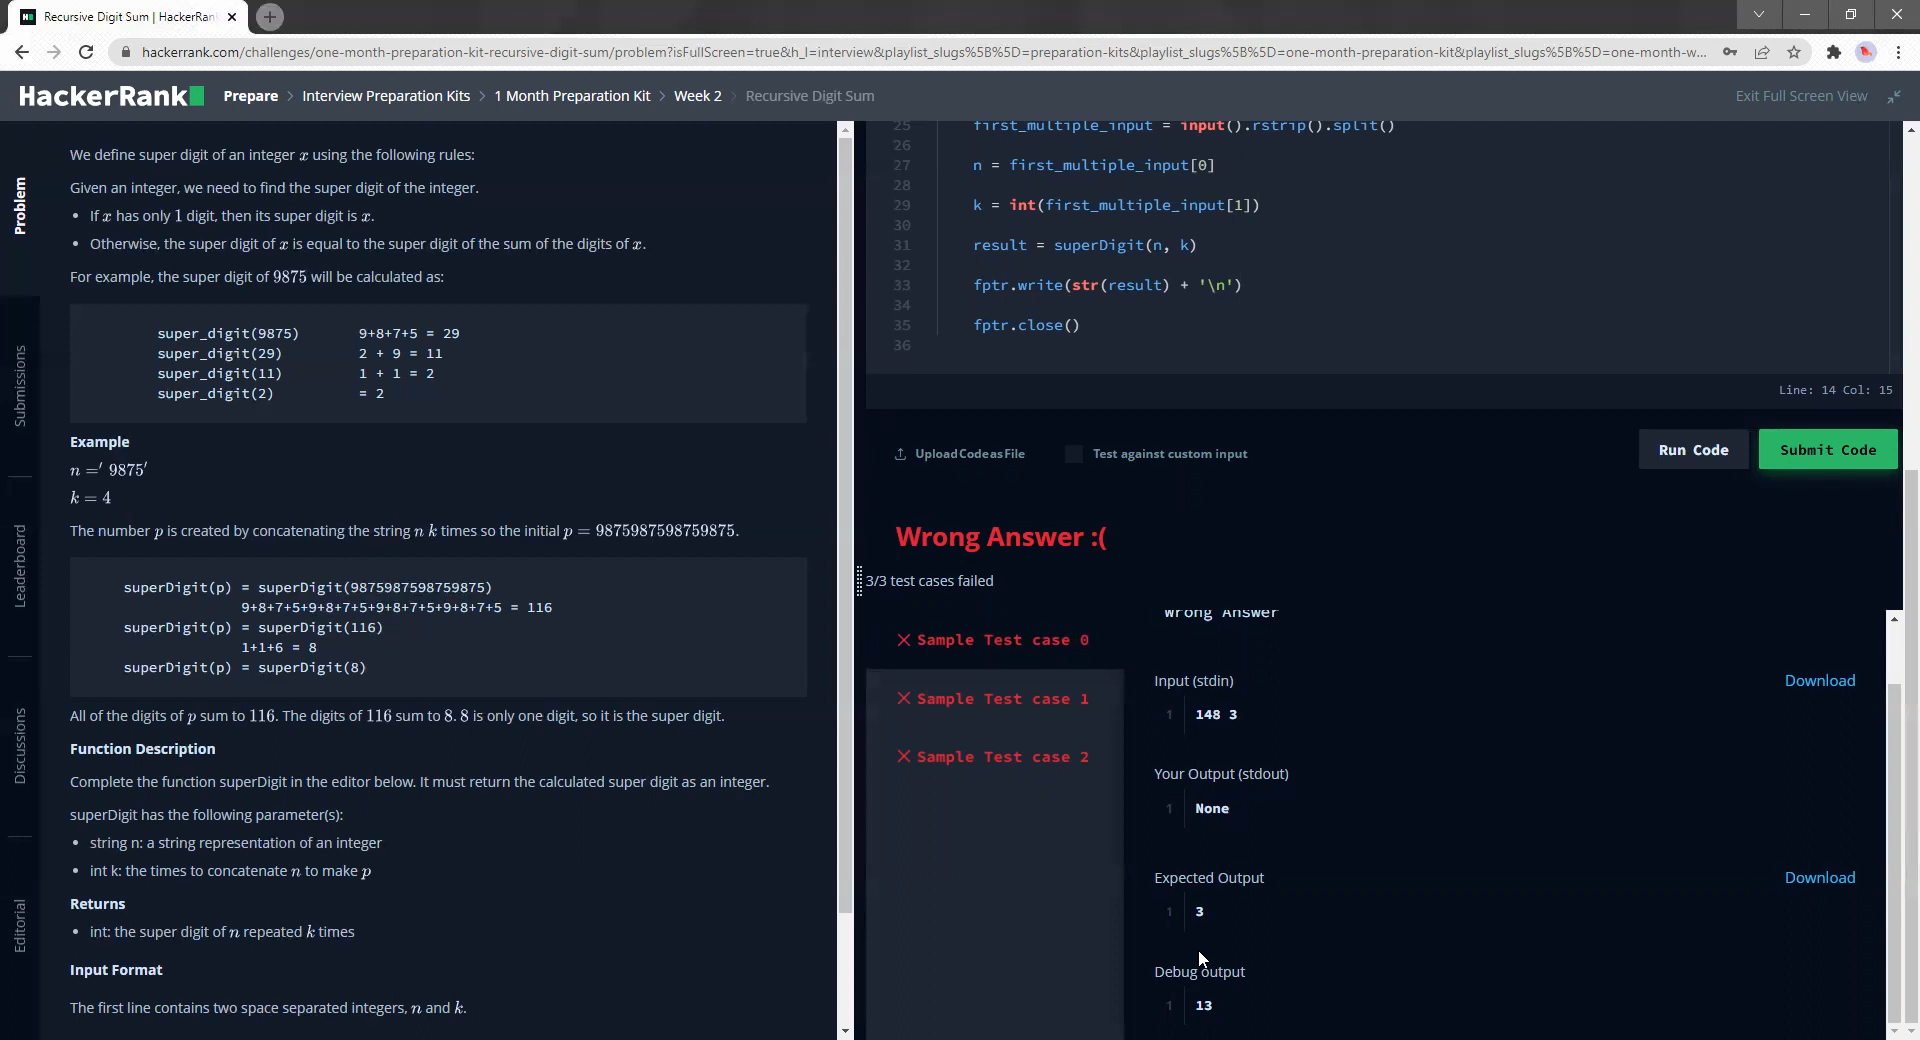 Recursive Digit Sum | HackerRank
hackerrank.com/challenges/one-month-preparation-kit-recursive-digit-sum/problem?isFullScreen=true&h_l=interview&playlist_slugs%5B%5D=preparation-kits&playlist_slugs%5B%5D=one-month-preparation-kit&playlist_slugs%5B%5D=one-month-w...
HackerRank Prepare > Interview Preparation Kits > 1 Month Preparation Kit > Week 2 > Recursive Digit Sum
Exit Full Screen View
Problem
Submissions
Leaderboard
Discussions
Editorial
We define super digit of an integer x using the following rules:
Given an integer, we need to find the super digit of the integer.
• If x has only 1 digit, then its super digit is x.
• Otherwise, the super digit of x is equal to the super digit of the sum of the digits of x.
For example, the super digit of 9875 will be calculated as:
super_digit(9875) 9+8+7+5 = 29
super_digit(29) 2 + 9 = 11
super_digit(11) 1 + 1 = 2
super_digit(2) = 2
Example
n =' 9875'
k = 4
The number p is created by concatenating the string n k times so the initial p = 9875987598759875.
superDigit(p) = superDigit(9875987598759875)
9+8+7+5+9+8+7+5+9+8+7+5+9+8+7+5 = 116
superDigit(p) = superDigit(116)
1+1+6 = 8
superDigit(p) = superDigit(8)
All of the digits of p sum to 116. The digits of 116 sum to 8. 8 is only one digit, so it is the super digit.
Function Description
Complete the function superDigit in the editor below. It must return the calculated super digit as an integer.
superDigit has the following parameter(s):
• string n: a string representation of an integer
• int k: the times to concatenate n to make p
Returns
• int: the super digit of n repeated k times
Input Format
The first line contains two space separated integers, n and k.
25 first_multiple_input = input().rstrip().split()
26
27 n = first_multiple_input[0]
28
29 k = int(first_multiple_input[1])
30
31 result = superDigit(n, k)
32
33 fptr.write(str(result) + '\n')
34
35 fptr.close()
36
Line: 14 Col: 15
Upload Code as File
Test against custom input
Run Code
Submit Code
Wrong Answer :(
3/3 test cases failed
Sample Test case 0
Sample Test case 1
Sample Test case 2
Wrong Answer
Input (stdin)
Download
1 148 3
Your Output (stdout)
1 None
Expected Output
Download
1 3
Debug output
1 13